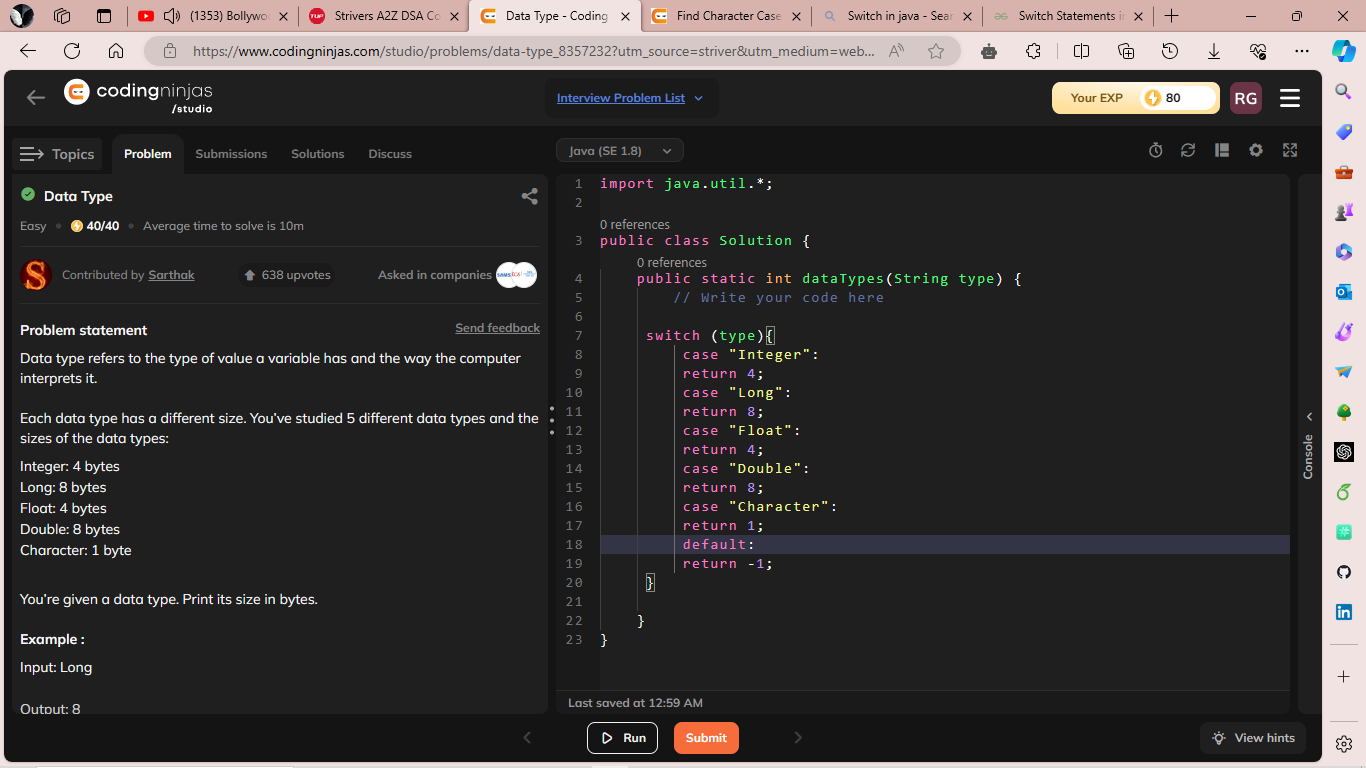 (1353) Bollywoo
Strivers A2Z DSA Co
Data Type - Coding
Find Character Case
Switch in java - Sear
Switch Statements i
https://www.codingninjas.com/studio/problems/data-type_8357232?utm_source=striver&utm_medium=web...
codingninjas
/studio
Interview Problem List
Your EXP
80
RG
Topics
Problem
Submissions
Solutions
Discuss
Data Type
Easy
40/40
Average time to solve is 10m
Contributed by Sarthak
638 upvotes
Asked in companies
Problem statement
Send feedback
Data type refers to the type of value a variable has and the way the computer
interprets it.
Each data type has a different size. You've studied 5 different data types and the
sizes of the data types:
Integer: 4 bytes
Long: 8 bytes
Float: 4 bytes
Double: 8 bytes
Character: 1 byte
You're given a data type. Print its size in bytes.
Example :
Input: Long
Output: 8
Java (SE 1.8)
1 import java.util.*;
2
0 references
3 public class Solution {
0 references
4 public static int dataTypes(String type) {
5 // Write your code here
6
7 switch (type){
8 case "Integer":
9 return 4;
10 case "Long":
11 return 8;
12 case "Float":
13 return 4;
14 case "Double":
15 return 8;
16 case "Character":
17 return 1;
18 default:
19 return -1;
20 }
21
22 }
23 }
Last saved at 12:59 AM
Console
Run
Submit
View hints